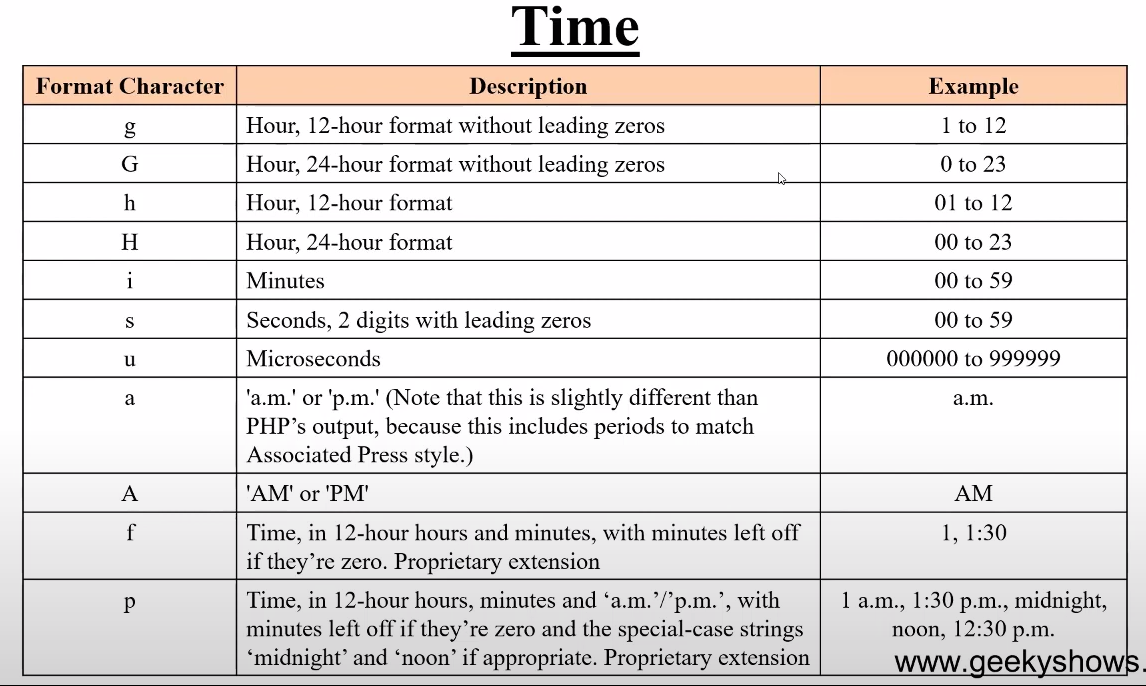 Time
Format Character Description Example
g Hour, 12-hour format without leading zeros 1 to 12
G Hour, 24-hour format without leading zeros 0 to 23
h Hour, 12-hour format 01 to 12
H Hour, 24-hour format 00 to 23
i Minutes 00 to 59
s Seconds, 2 digits with leading zeros 00 to 59
u Microseconds 000000 to 999999
a 'a.m.' or 'p.m.' (Note that this is slightly different than a.m.
PHP’s output, because this includes periods to match
Associated Press style.)
A 'AM' or 'PM' AM
f Time, in 12-hour hours and minutes, with minutes left off 1, 1:30
if they’re zero. Proprietary extension
p Time, in 12-hour hours, minutes and ‘a.m.’/’p.m.’, with 1 a.m., 1:30 p.m., midnight,
minutes left off if they’re zero and the special-case strings noon, 12:30 p.m.
‘midnight’ and ‘noon’ if appropriate. Proprietary extension
www.geekyshows.